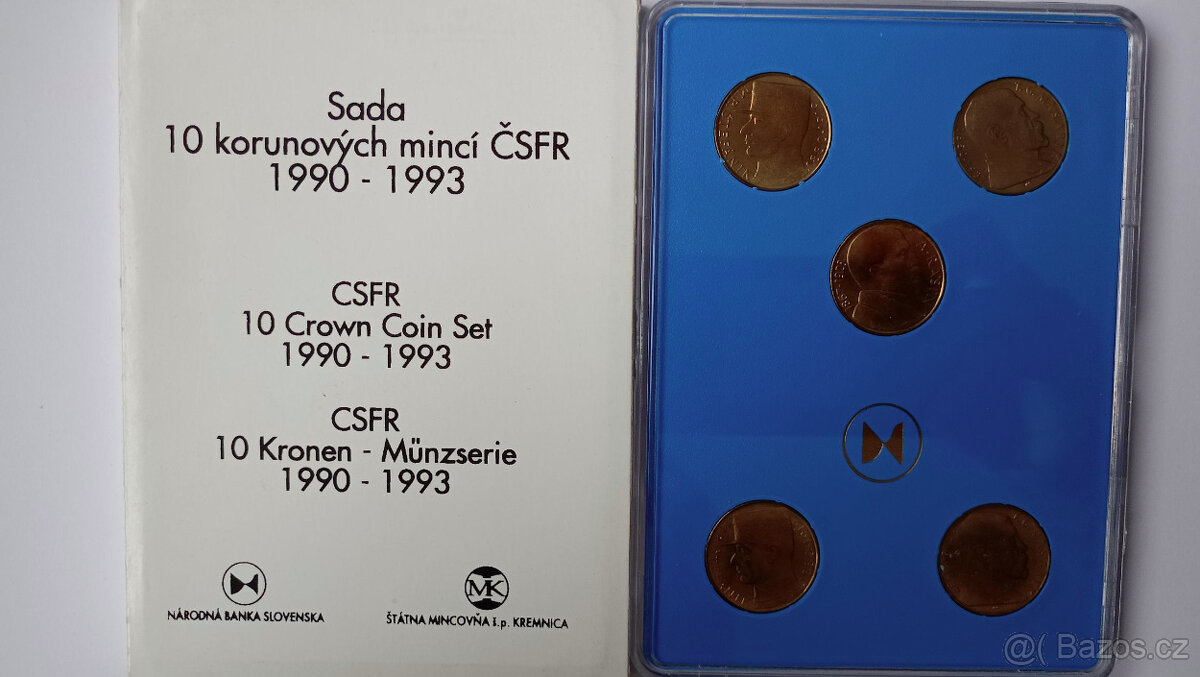 Sada
10 korunových mincí ČSFR
1990 - 1993
CSFR
10 Crown Coin Set
1990 - 1993
CSFR
10 Kronen - Münzserie
1990 - 1993
NÁRODNÁ BANKA SLOVENSKA
MK
ŠTÁTNA MINCOVŇA š.p. KREMNICA
@( Bazos.cz